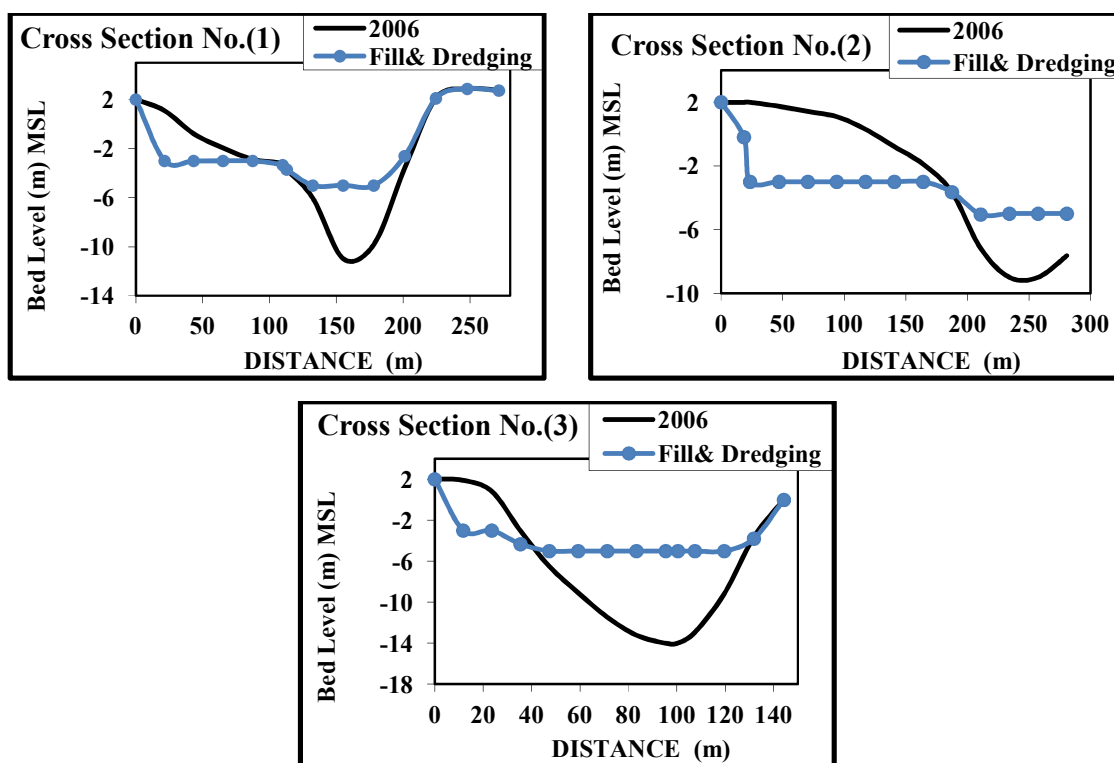 Cross Section No.(1)
2006
Fill& Dredging
Bed Level (m) MSL
2
-2
-6
-10
-14
0 50 100 150 200 250
DISTANCE (m)
Cross Section No.(2)
2006
Fill& Dredging
Bed Level (m) MSL
2
-2
-6
-10
0 50 100 150 200 250 300
DISTANCE (m)
Cross Section No.(3)
2006
Fill& Dredging
Bed Level (m) MSL
2
-2
-6
-10
-14
-18
0 20 40 60 80 100 120 140
DISTANCE (m)